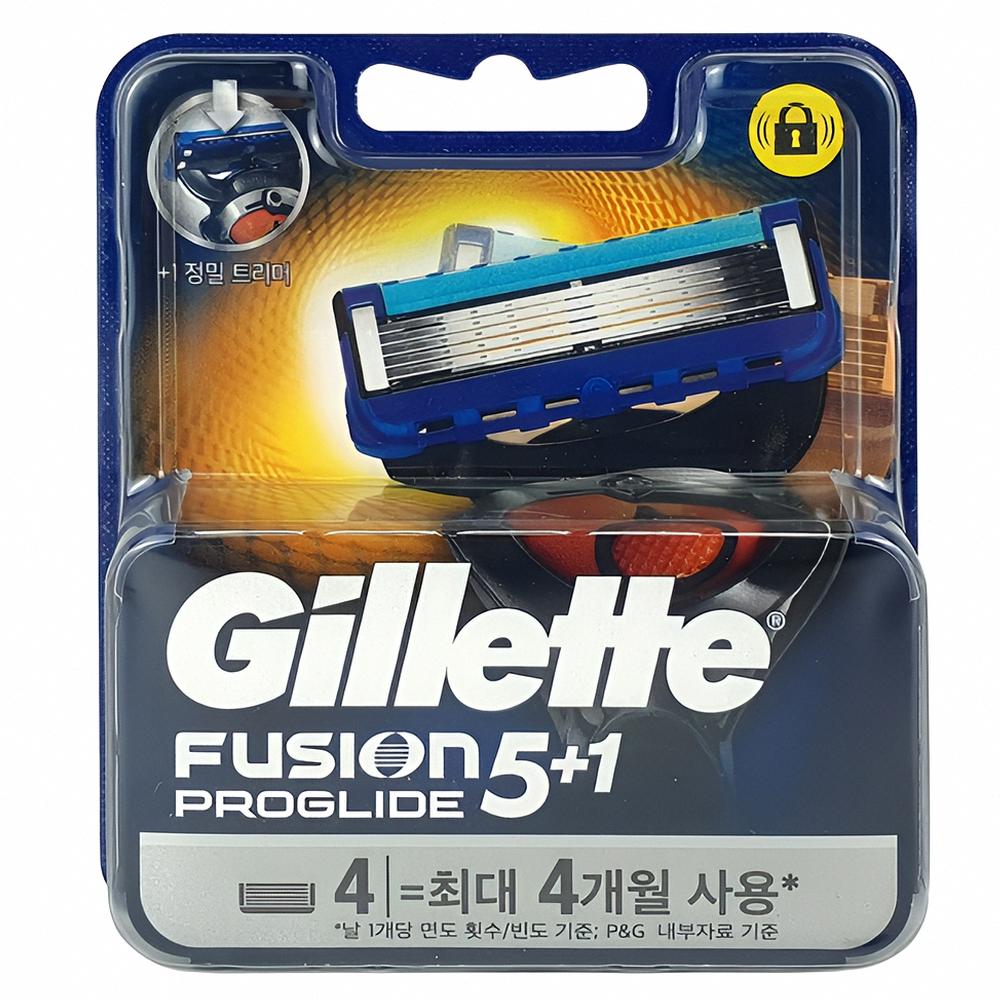 +1 정밀 트리머
Gillette®
FUSION
PROGLIDE
5+1
4 =최대 4개월 사용*
*날 1개당 면도 횟수/빈도 기준; P&G 내부자료 기준